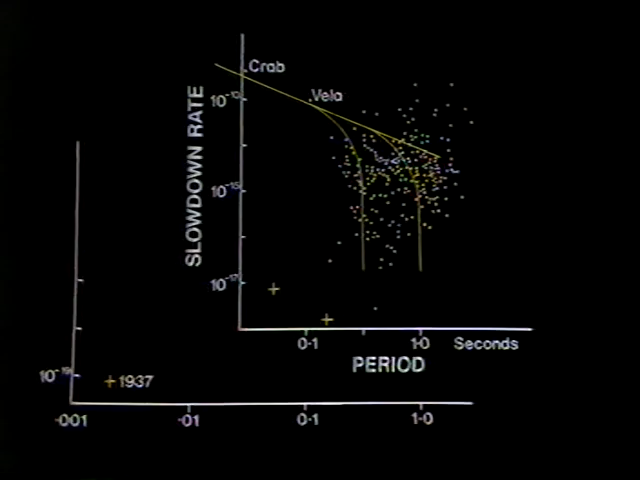 Crab
Vela
10⁻¹³
SLOWDOWN RATE
10⁻¹⁵
10⁻¹⁷
0·1
1·0
Seconds
PERIOD
10⁻¹⁹
1937
·001
·01
0·1
1·0